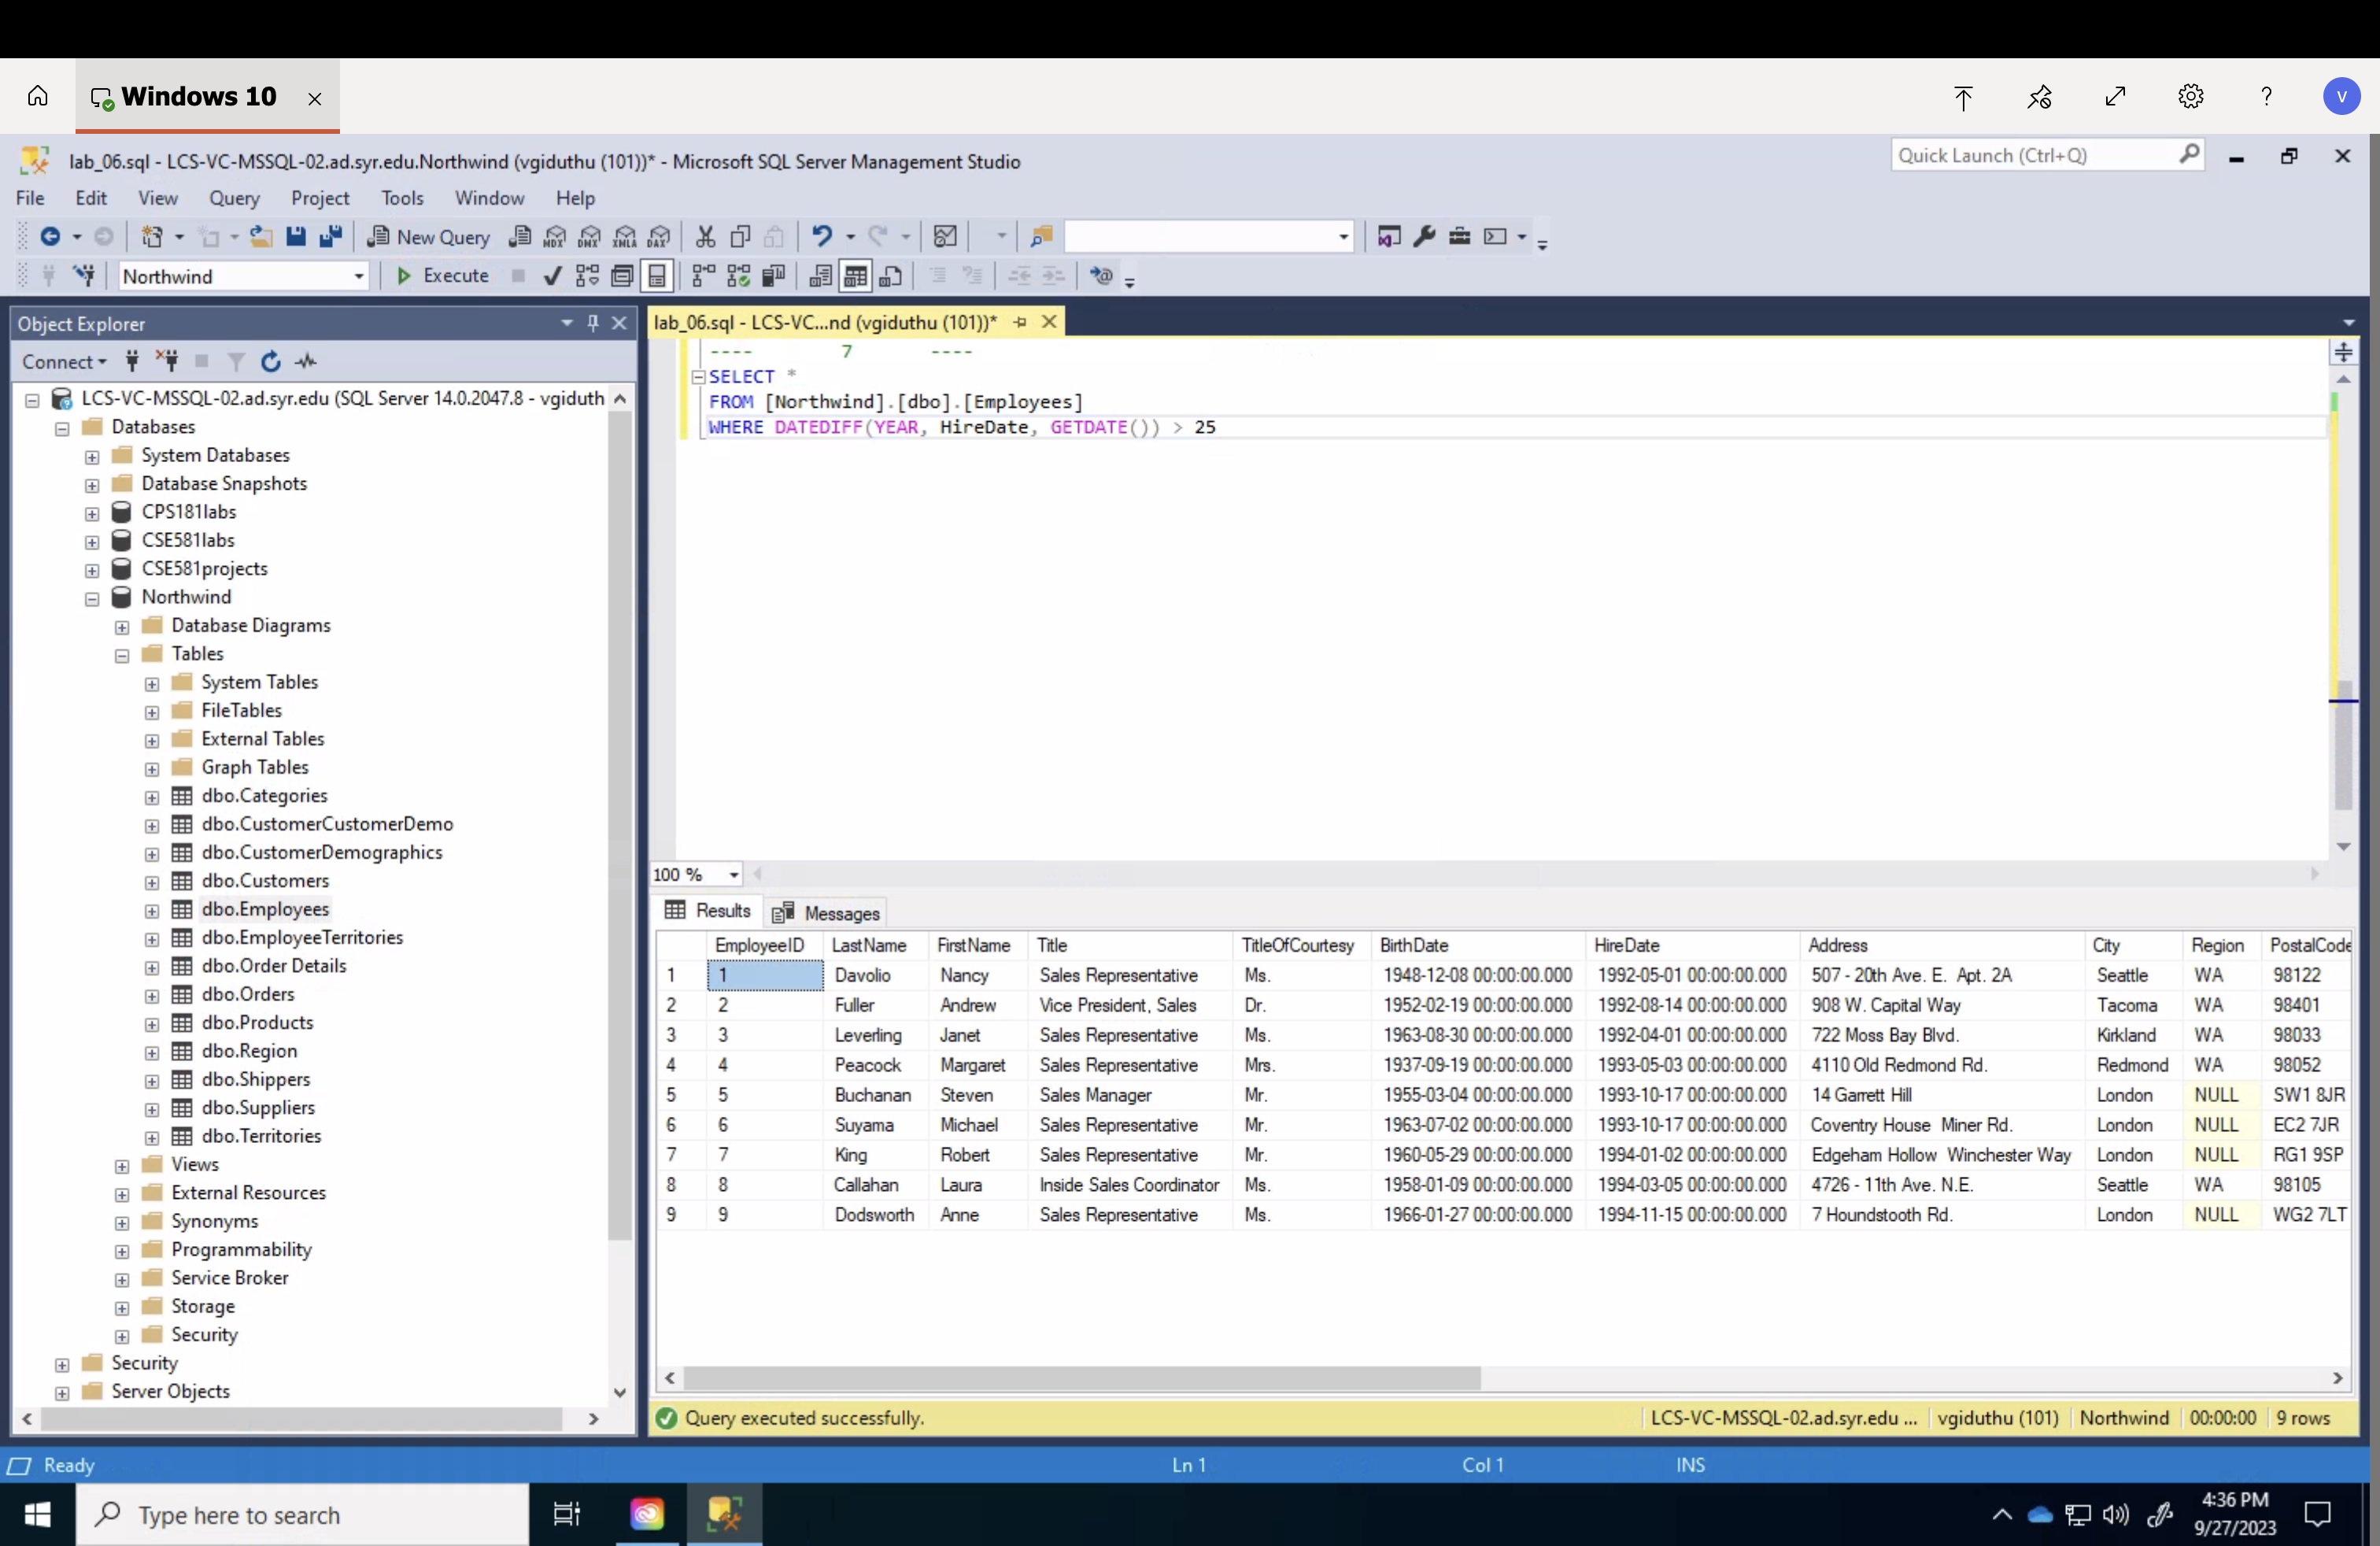 Windows 10
V
lab_06.sql - LCS-VC-MSSQL-02.ad.syr.edu.Northwind (vgiduthu (101))* - Microsoft SQL Server Management Studio
Quick Launch (Ctrl+Q)
File Edit View Query Project Tools Window Help
New Query MDX DMX XMLA DAX
Northwind Execute
Object Explorer
lab_06.sql - LCS-VC...nd (vgiduthu (101))*
Connect
LCS-VC-MSSQL-02.ad.syr.edu (SQL Server 14.0.2047.8 - vgiduth
Databases
System Databases
Database Snapshots
CPS181labs
CSE581labs
CSE581projects
Northwind
Database Diagrams
Tables
System Tables
FileTables
External Tables
Graph Tables
dbo.Categories
dbo.CustomerCustomerDemo
dbo.CustomerDemographics
dbo.Customers
dbo.Employees
dbo.EmployeeTerritories
dbo.Order Details
dbo.Orders
dbo.Products
dbo.Region
dbo.Shippers
dbo.Suppliers
dbo.Territories
Views
External Resources
Synonyms
Programmability
Service Broker
Storage
Security
Security
Server Objects
---- 7 ----
SELECT *
FROM [Northwind].[dbo].[Employees]
WHERE DATEDIFF(YEAR, HireDate, GETDATE()) > 25
100 %
Results Messages
EmployeeID LastName FirstName Title TitleOfCourtesy BirthDate HireDate Address City Region PostalCode
1 1 Davolio Nancy Sales Representative Ms. 1948-12-08 00:00:00.000 1992-05-01 00:00:00.000 507 - 20th Ave. E. Apt. 2A Seattle WA 98122
2 2 Fuller Andrew Vice President, Sales Dr. 1952-02-19 00:00:00.000 1992-08-14 00:00:00.000 908 W. Capital Way Tacoma WA 98401
3 3 Leverling Janet Sales Representative Ms. 1963-08-30 00:00:00.000 1992-04-01 00:00:00.000 722 Moss Bay Blvd. Kirkland WA 98033
4 4 Peacock Margaret Sales Representative Mrs. 1937-09-19 00:00:00.000 1993-05-03 00:00:00.000 4110 Old Redmond Rd. Redmond WA 98052
5 5 Buchanan Steven Sales Manager Mr. 1955-03-04 00:00:00.000 1993-10-17 00:00:00.000 14 Garrett Hill London NULL SW1 8JR
6 6 Suyama Michael Sales Representative Mr. 1963-07-02 00:00:00.000 1993-10-17 00:00:00.000 Coventry House Miner Rd. London NULL EC2 7JR
7 7 King Robert Sales Representative Mr. 1960-05-29 00:00:00.000 1994-01-02 00:00:00.000 Edgeham Hollow Winchester Way London NULL RG1 9SP
8 8 Callahan Laura Inside Sales Coordinator Ms. 1958-01-09 00:00:00.000 1994-03-05 00:00:00.000 4726 - 11th Ave. N.E. Seattle WA 98105
9 9 Dodsworth Anne Sales Representative Ms. 1966-01-27 00:00:00.000 1994-11-15 00:00:00.000 7 Houndstooth Rd. London NULL WG2 7LT
Query executed successfully. LCS-VC-MSSQL-02.ad.syr.edu ... vgiduthu (101) Northwind 00:00:00 9 rows
Ready Ln 1 Col 1 INS
Type here to search
4:36 PM
9/27/2023